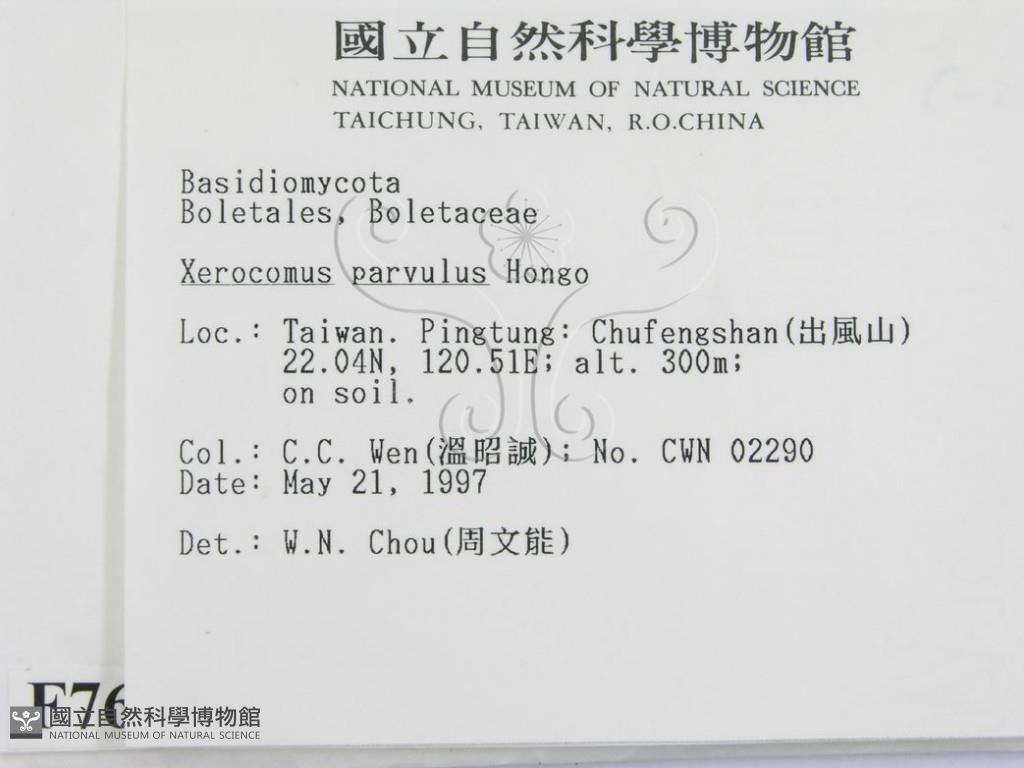 國立自然科學博物館
NATIONAL MUSEUM OF NATURAL SCIENCE
TAICHUNG, TAIWAN, R.O.CHINA
Basidiomycota
Boletales, Boletaceae
Xerocomus parvulus Hongo
Loc.: Taiwan. Pingtung: Chufengshan(出風山)
22.04N, 120.51E; alt. 300m;
on soil.
Col.: C.C. Wen(溫昭誠); No. CWN 02290
Date: May 21, 1997
Det.: W.N. Chou(周文能)
F76
國立自然科學博物館
NATIONAL MUSEUM OF NATURAL SCIENCE